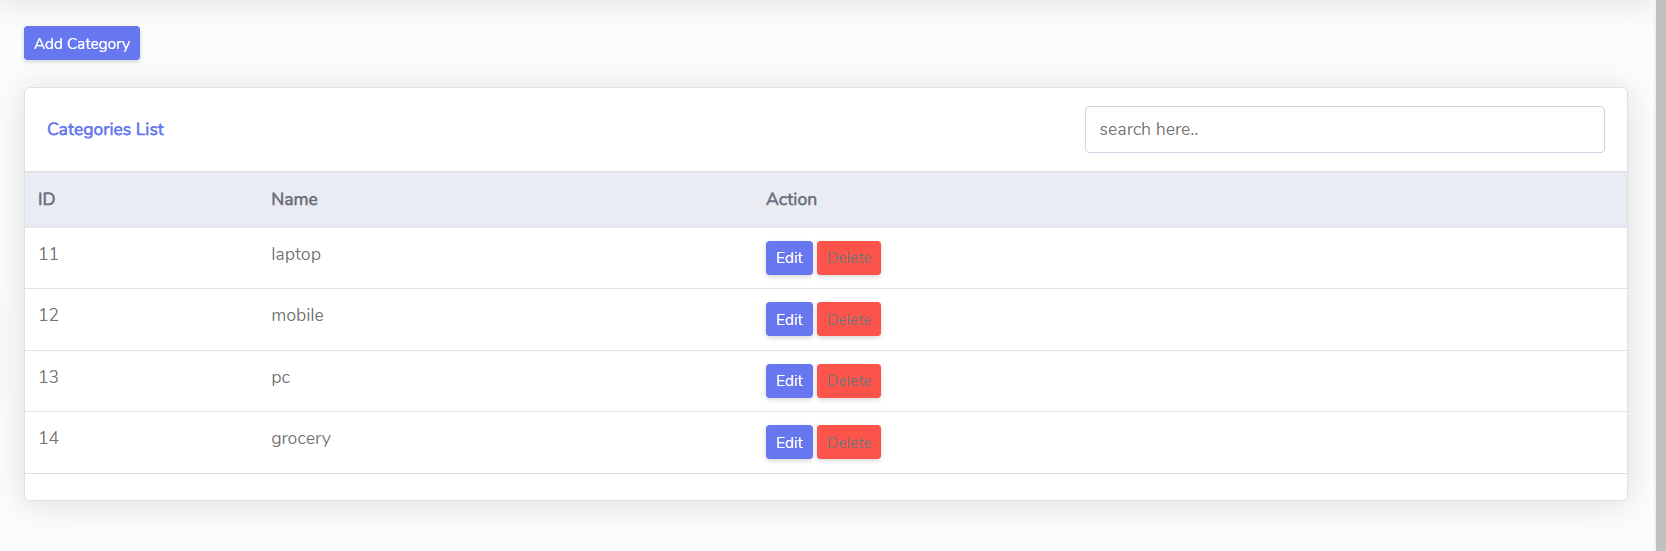 Add Category
Categories List search here..
ID Name Action
11 laptop Edit Delete
12 mobile Edit Delete
13 pc Edit Delete
14 grocery Edit Delete